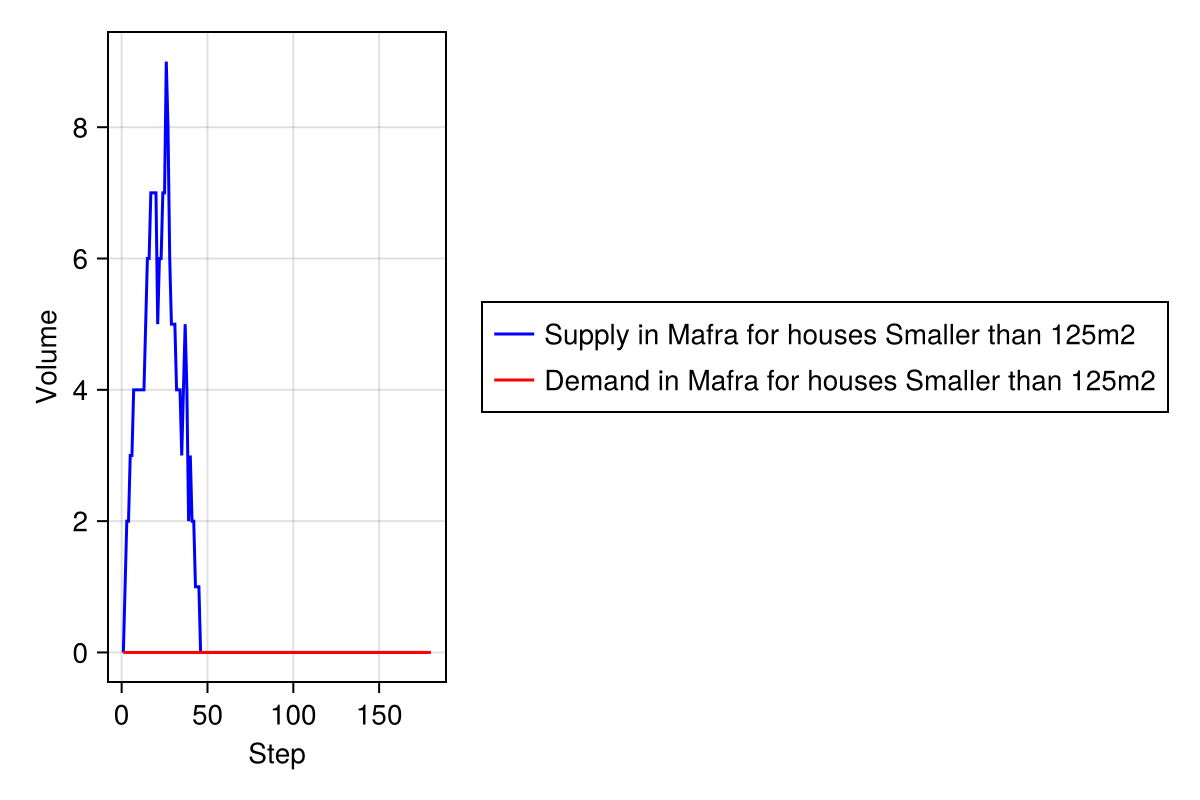 8
6
4
2
0
Volume
0 50 100 150
Step
Supply in Mafra for houses Smaller than 125m2
Demand in Mafra for houses Smaller than 125m2